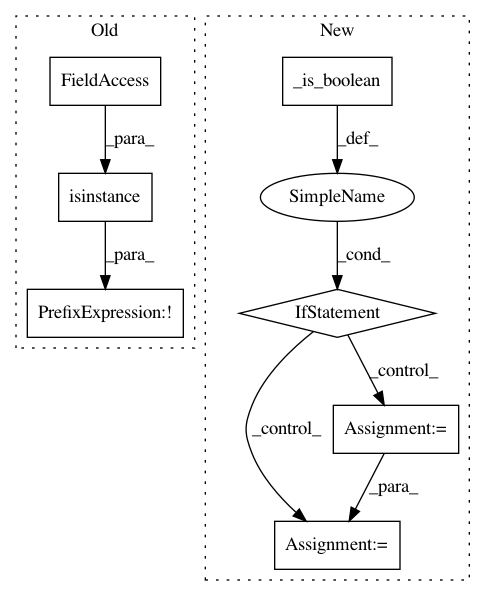 Old
New
FieldAccess
_is_boolean
_para_
_def_
isinstance
SimpleName
_para_
_cond_
PrefixExpression:!
IfStatement
_control_
_control_
Assignment:=
_para_
Assignment:=